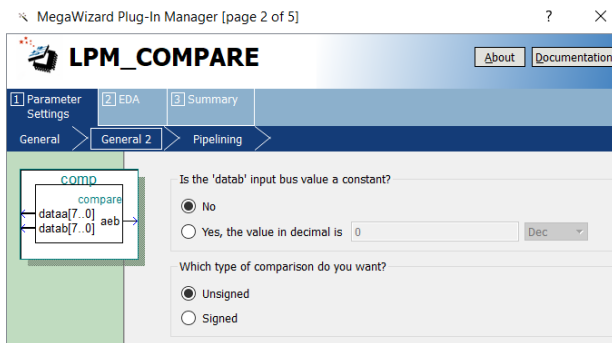 MegaWizard Plug-In Manager [page 2 of 5]
?
LPM_COMPARE
About
Documentation
1 Parameter Settings
2 EDA
3 Summary
General
General 2
Pipelining
comp
compare
dataa[7..0]
datab[7..0]
aeb
Is the 'datab' input bus value a constant?
No
Yes, the value in decimal is 0 Dec
Which type of comparison do you want?
Unsigned
Signed